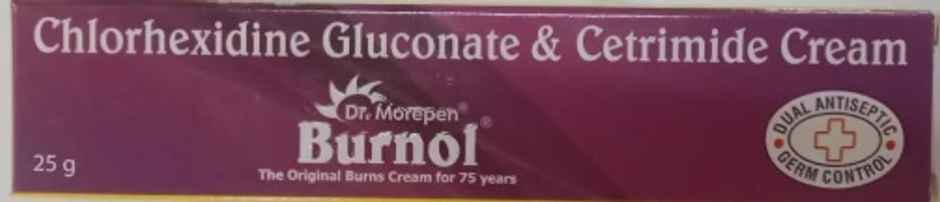 Chlorhexidine Gluconate & Cetrimide Cream
Dr. Morepen®
Burnol®
The Original Burns Cream for 75 years
25 g
DUAL ANTISEPTIC
GERM CONTROL